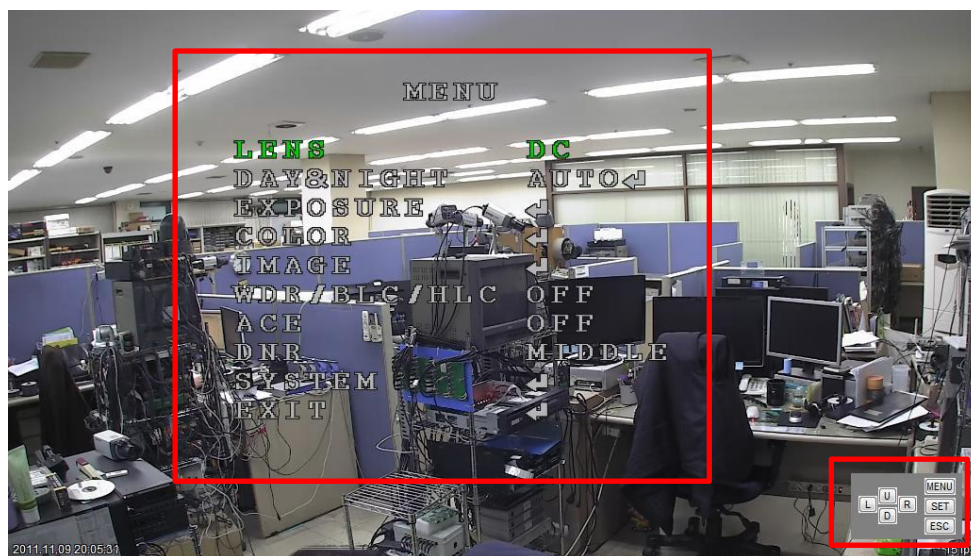 MENU
LENS DC
DAY&NIGHT AUTO↲
EXPOSURE ↲
COLOR ↲
IMAGE ↲
WDR/BLC/HLC OFF
ACE OFF
DNR MIDDLE
SYSTEM ↲
EXIT ↲
U MENU
L R SET
D ESC
2011.11.09 20:05:31